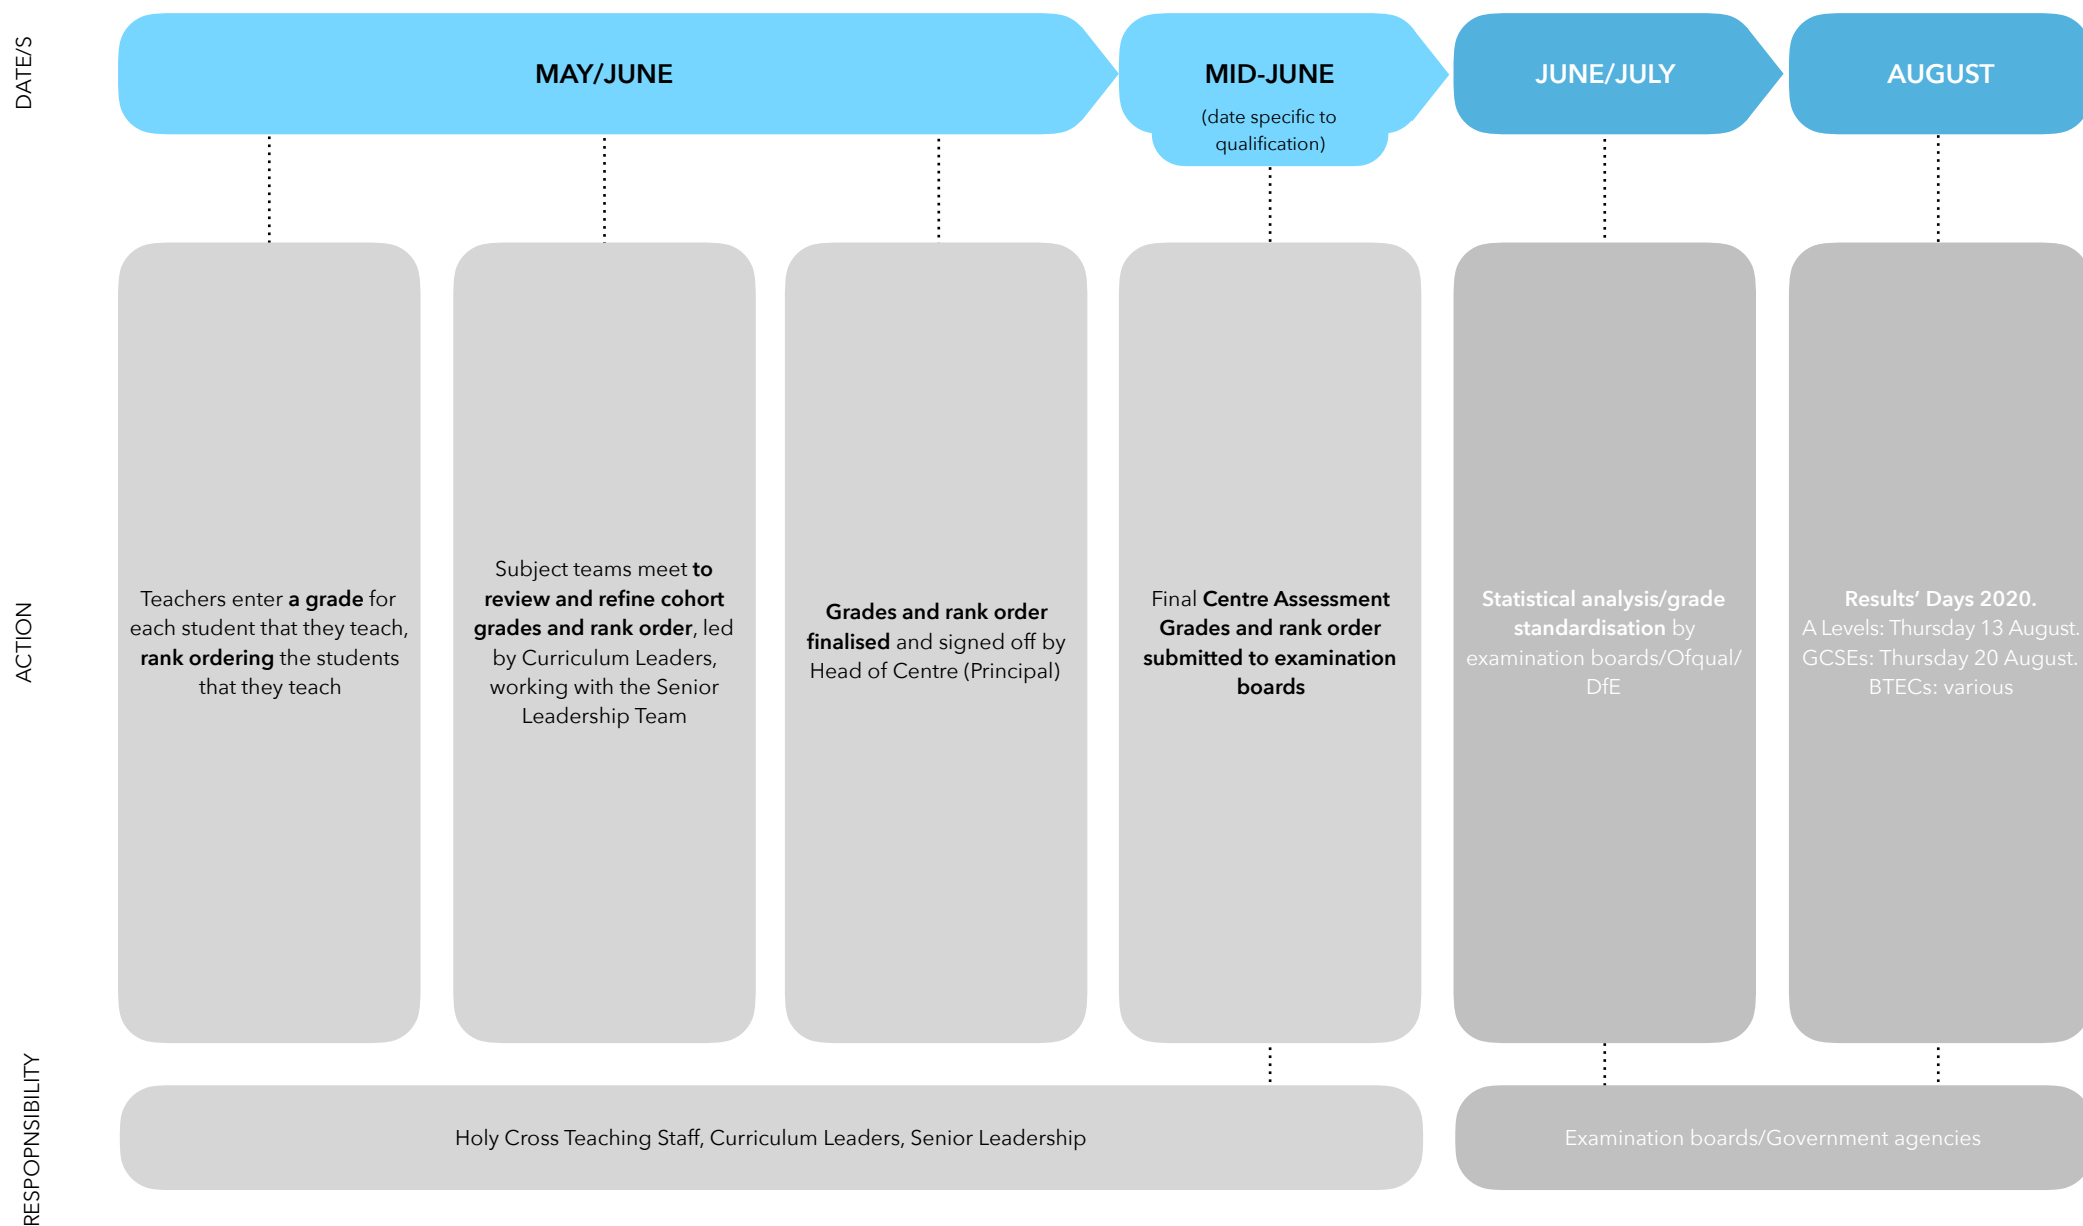 DATE/S
MAY/JUNE
MID-JUNE
(date specific to
qualification)
JUNE/JULY
AUGUST
ACTION
Teachers enter a grade for
each student that they teach,
rank ordering the students
that they teach
Subject teams meet to
review and refine cohort
grades and rank order, led
by Curriculum Leaders,
working with the Senior
Leadership Team
Grades and rank order
finalised and signed off by
Head of Centre (Principal)
Final Centre Assessment
Grades and rank order
submitted to examination
boards
Statistical analysis/grade
standardisation by
examination boards/Ofqual/
DfE
Results' Days 2020.
A Levels: Thursday 13 August.
GCSEs: Thursday 20 August.
BTECs: various
RESPOPNSIBILITY
Holy Cross Teaching Staff, Curriculum Leaders, Senior Leadership
Examination boards/Government agencies